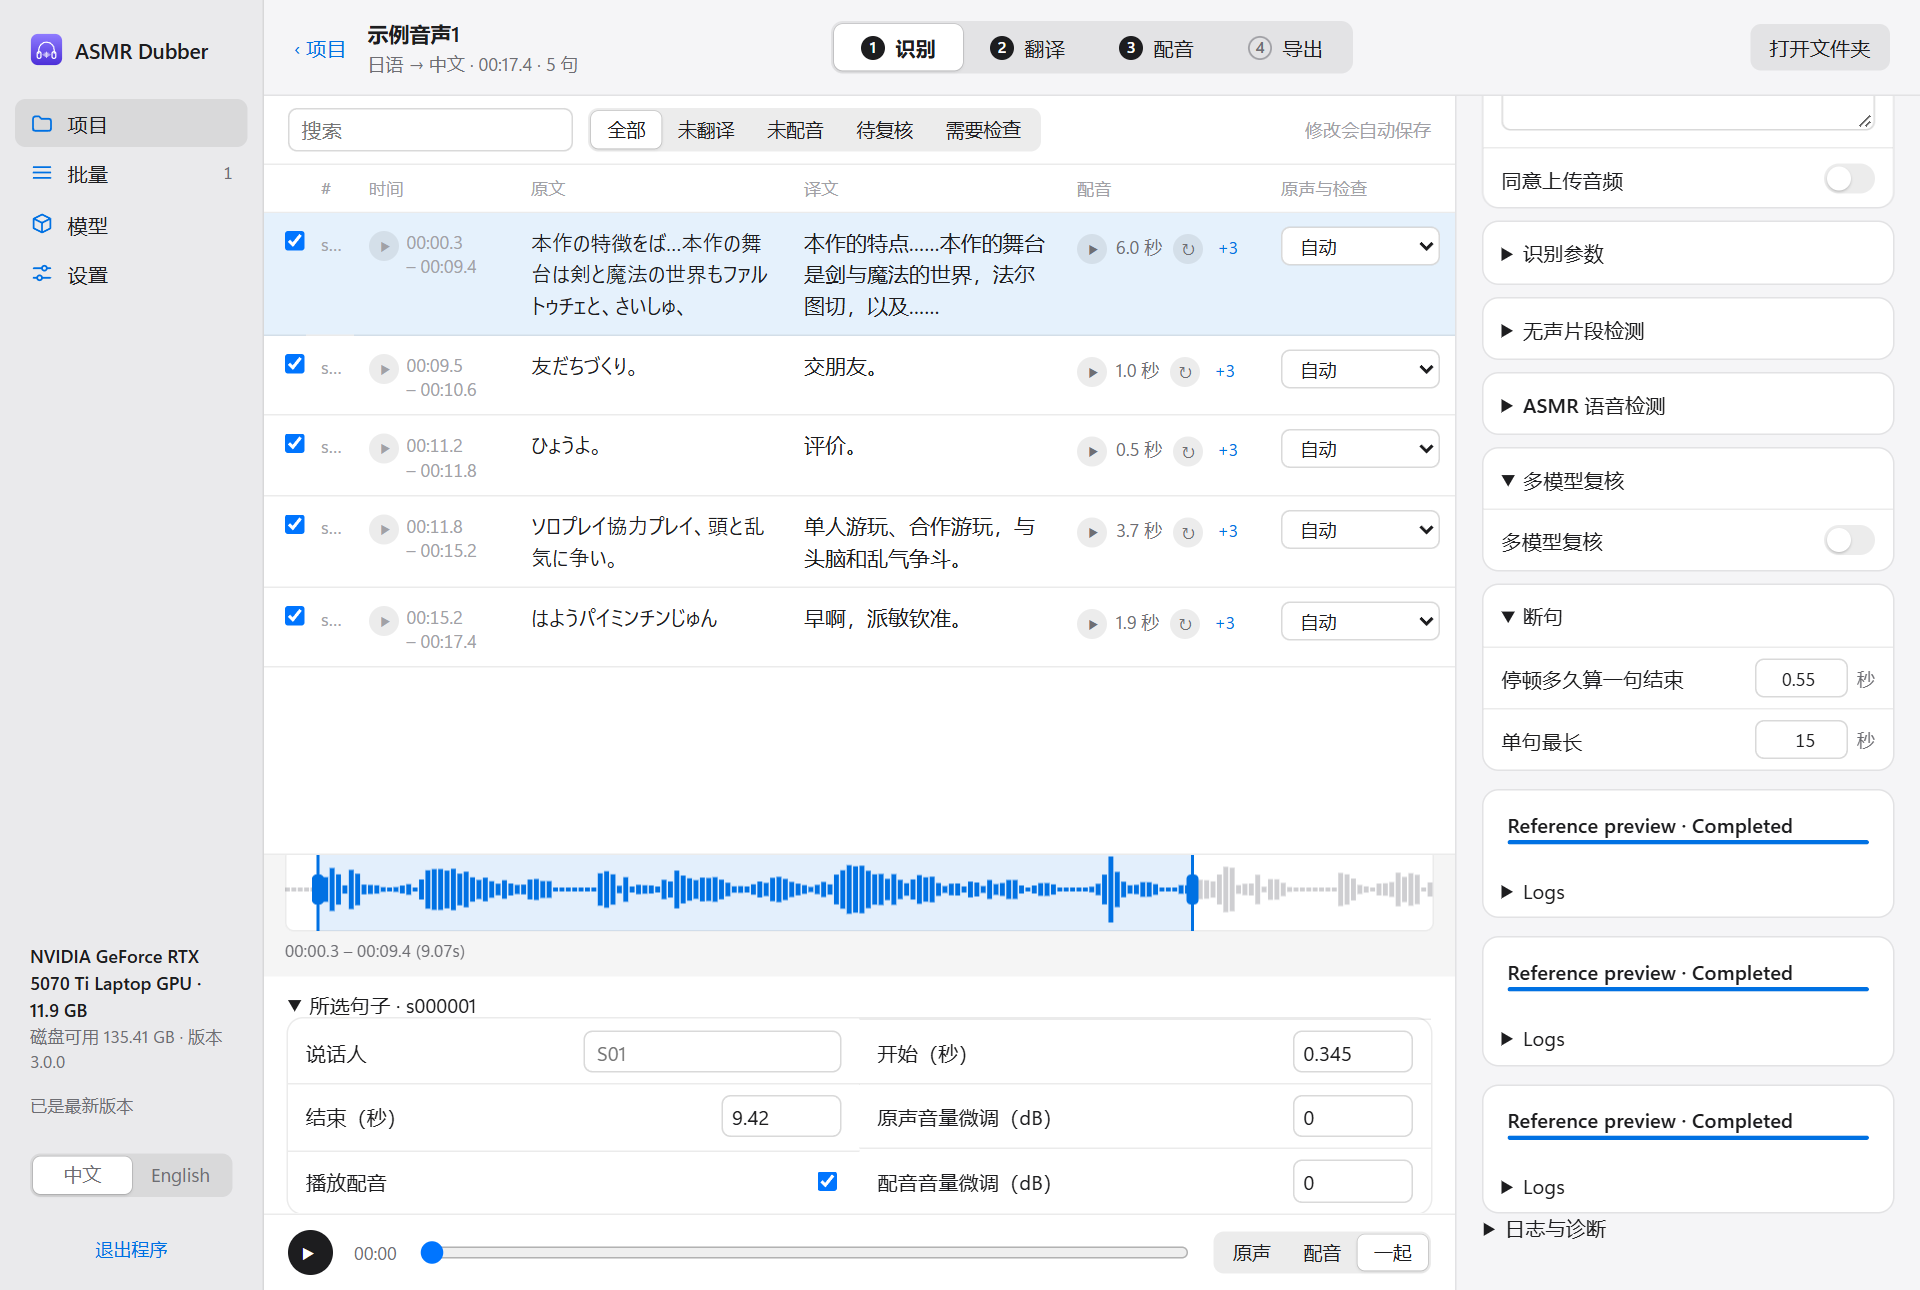 ASMR Dubber
项目
批量
1
模型
设置
NVIDIA GeForce RTX
5070 Ti Laptop GPU ·
11.9 GB
磁盘可用 135.41 GB · 版本
3.0.0
已是最新版本
中文
English
退出程序
‹ 项目
示例音声1
日语 → 中文 · 00:17.4 · 5 句
1 识别
2 翻译
3 配音
4 导出
打开文件夹
搜索
全部
未翻译
未配音
待复核
需要检查
修改会自动保存
#
时间
原文
译文
配音
原声与检查
s...
00:00.3
– 00:09.4
本作の特徴をば...本作の舞
台は剣と魔法の世界もファル
トゥチェと、さいしゅ、
本作的特点......本作的舞台
是剑与魔法的世界，法尔
图切，以及......
6.0 秒
+3
自动
s...
00:09.5
– 00:10.6
友だちづくり。
交朋友。
1.0 秒
+3
自动
s...
00:11.2
– 00:11.8
ひょうよ。
评价。
0.5 秒
+3
自动
s...
00:11.8
– 00:15.2
ソロプレイ協力プレイ、頭と乱
気に争い。
单人游玩、合作游玩，与
头脑和乱气争斗。
3.7 秒
+3
自动
s...
00:15.2
– 00:17.4
はようパイミンチンじゅん
早啊，派敏钦准。
1.9 秒
+3
自动
00:00.3 – 00:09.4 (9.07s)
所选句子 · s000001
说话人
S01
开始（秒）
0.345
结束（秒）
9.42
原声音量微调（dB）
0
播放配音
配音音量微调（dB）
0
00:00
原声
配音
一起
同意上传音频
识别参数
无声片段检测
ASMR 语音检测
多模型复核
多模型复核
断句
停顿多久算一句结束
0.55
秒
单句最长
15
秒
Reference preview · Completed
Logs
Reference preview · Completed
Logs
Reference preview · Completed
Logs
日志与诊断